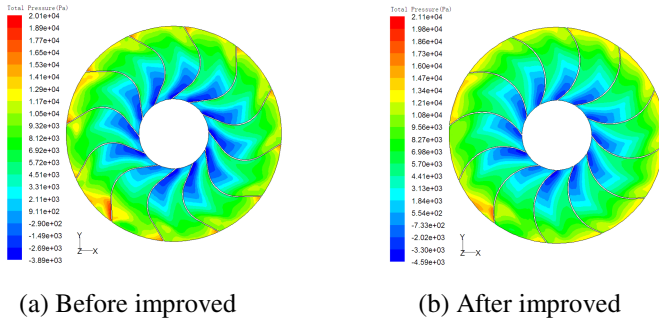 Total Pressure(Pa)
2.01e+04
1.89e+04
1.77e+04
1.65e+04
1.53e+04
1.41e+04
1.29e+04
1.17e+04
1.05e+04
9.32e+03
8.12e+03
6.92e+03
5.72e+03
4.51e+03
3.31e+03
2.11e+03
9.11e+02
-1.49e+03
-2.69e+03
-3.89e+03
Y
Z X
(a) Before improved
Total Pressure(Pa)
2.11e+04
1.98e+04
1.73e+04
1.60e+04
1.47e+04
1.34e+04
1.21e+04
1.08e+04
9.56e+03
8.27e+03
6.98e+03
5.70e+03
4.41e+03
3.13e+03
1.84e+03
5.54e+02
-7.33e+02
-2.02e+03
-3.30e+03
-4.59e+03
Y
Z X
(b) After improved